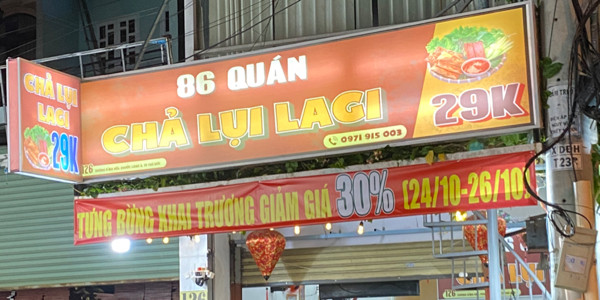 CHẢ LỤI
LAGI
29K
86 QUÁN
CHẢ LỤI LAGI
29K
0971 915 003
126
TƯNG BỪNG KHAI TRƯƠNG GIẢM GIÁ 30% (24/10-26/10)